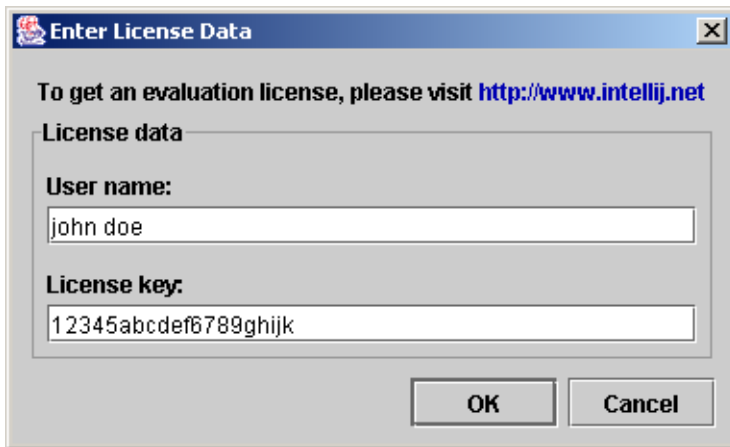 Enter License Data
To get an evaluation license, please visit http://www.intellij.net
License data
User name:
john doe
License key:
12345abcdef6789ghijk
OK Cancel